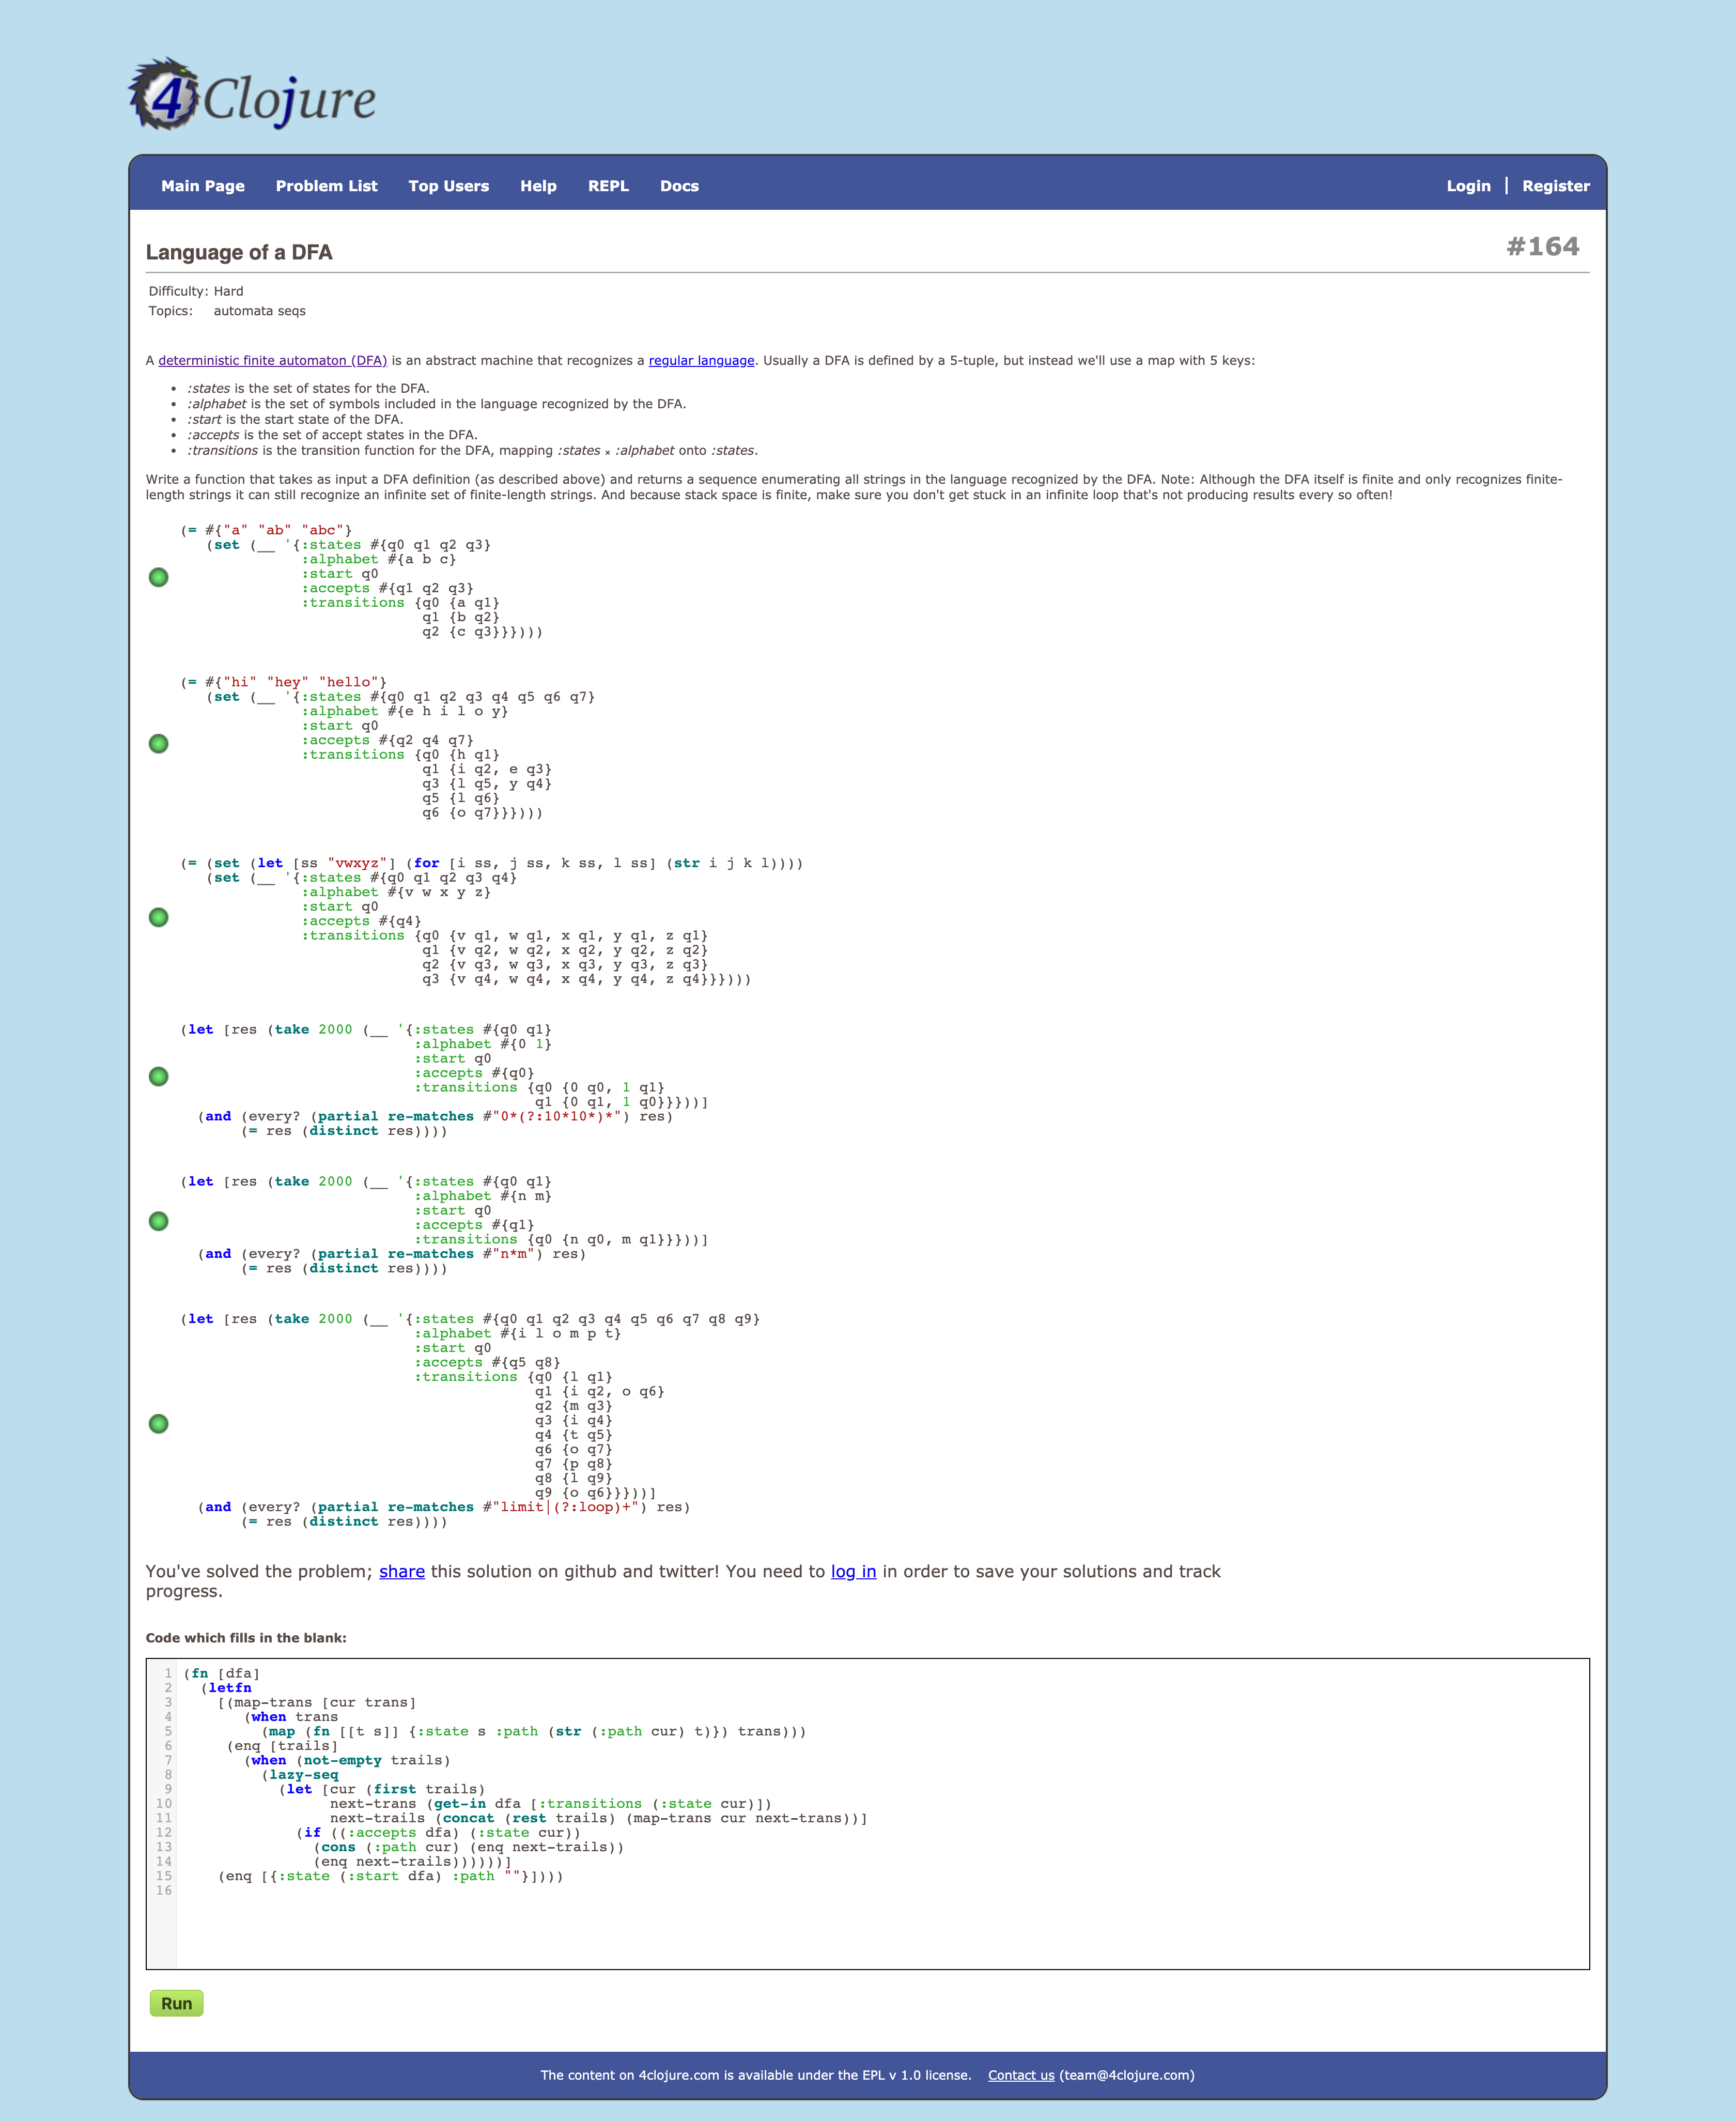 4Clojure
Main Page Problem List Top Users Help REPL Docs Login | Register
Language of a DFA #164
Difficulty: Hard
Topics: automata seqs
A deterministic finite automaton (DFA) is an abstract machine that recognizes a regular language. Usually a DFA is defined by a 5-tuple, but instead we'll use a map with 5 keys:
• :states is the set of states for the DFA.
• :alphabet is the set of symbols included in the language recognized by the DFA.
• :start is the start state of the DFA.
• :accepts is the set of accept states in the DFA.
• :transitions is the transition function for the DFA, mapping :states × :alphabet onto :states.
Write a function that takes as input a DFA definition (as described above) and returns a sequence enumerating all strings in the language recognized by the DFA. Note: Although the DFA itself is finite and only recognizes finite-
length strings it can still recognize an infinite set of finite-length strings. And because stack space is finite, make sure you don't get stuck in an infinite loop that's not producing results every so often!
(= #{"a" "ab" "abc"}
   (set (__ '{:states #{q0 q1 q2 q3}
              :alphabet #{a b c}
              :start q0
              :accepts #{q1 q2 q3}
              :transitions {q0 {a q1}
                            q1 {b q2}
                            q2 {c q3}}})))
(= #{"hi" "hey" "hello"}
   (set (__ '{:states #{q0 q1 q2 q3 q4 q5 q6 q7}
              :alphabet #{e h i l o y}
              :start q0
              :accepts #{q2 q4 q7}
              :transitions {q0 {h q1}
                            q1 {i q2, e q3}
                            q3 {l q5, y q4}
                            q5 {l q6}
                            q6 {o q7}}})))
(= (set (let [ss "vwxyz"] (for [i ss, j ss, k ss, l ss] (str i j k l))))
   (set (__ '{:states #{q0 q1 q2 q3 q4}
              :alphabet #{v w x y z}
              :start q0
              :accepts #{q4}
              :transitions {q0 {v q1, w q1, x q1, y q1, z q1}
                            q1 {v q2, w q2, x q2, y q2, z q2}
                            q2 {v q3, w q3, x q3, y q3, z q3}
                            q3 {v q4, w q4, x q4, y q4, z q4}}})))
(let [res (take 2000 (__ '{:states #{q0 q1}
                           :alphabet #{0 1}
                           :start q0
                           :accepts #{q0}
                           :transitions {q0 {0 q0, 1 q1}
                                         q1 {0 q1, 1 q0}}}))]
  (and (every? (partial re-matches #"0*(?:10*10*)*") res)
       (= res (distinct res))))
(let [res (take 2000 (__ '{:states #{q0 q1}
                           :alphabet #{n m}
                           :start q0
                           :accepts #{q1}
                           :transitions {q0 {n q0, m q1}}}))]
  (and (every? (partial re-matches #"n*m") res)
       (= res (distinct res))))
(let [res (take 2000 (__ '{:states #{q0 q1 q2 q3 q4 q5 q6 q7 q8 q9}
                           :alphabet #{i l o m p t}
                           :start q0
                           :accepts #{q5 q8}
                           :transitions {q0 {l q1}
                                         q1 {i q2, o q6}
                                         q2 {m q3}
                                         q3 {i q4}
                                         q4 {t q5}
                                         q6 {o q7}
                                         q7 {p q8}
                                         q8 {l q9}
                                         q9 {o q6}}}))]
  (and (every? (partial re-matches #"limit|(?:loop)+") res)
       (= res (distinct res))))
You've solved the problem; share this solution on github and twitter! You need to log in in order to save your solutions and track
progress.
Code which fills in the blank:
1 (fn [dfa]
2   (letfn
3     [(map-trans [cur trans]
4        (when trans
5          (map (fn [[t s]] {:state s :path (str (:path cur) t)}) trans)))
6      (enq [trails]
7        (when (not-empty trails)
8          (lazy-seq
9            (let [cur (first trails)
10                  next-trans (get-in dfa [:transitions (:state cur)])
11                  next-trails (concat (rest trails) (map-trans cur next-trans))]
12              (if ((:accepts dfa) (:state cur))
13                (cons (:path cur) (enq next-trails))
14                (enq next-trails))))))]
15     (enq [{:state (:start dfa) :path ""}])))
16
Run
The content on 4clojure.com is available under the EPL v 1.0 license. Contact us (team@4clojure.com)